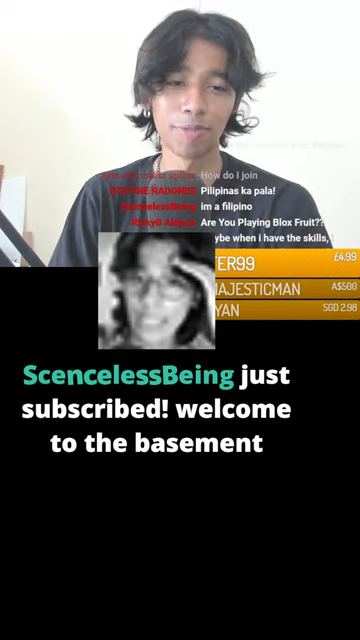 How do I join
Pilipinas ka pala!
ScencelessBeing im a filipino
Are You Playing Blox Fruit??
ybe when i have the skills,
ER99 £4.99
MAJESTICMAN A$500
YAN SGD 2.98
ScencelessBeing just
subscribed! welcome
to the basement